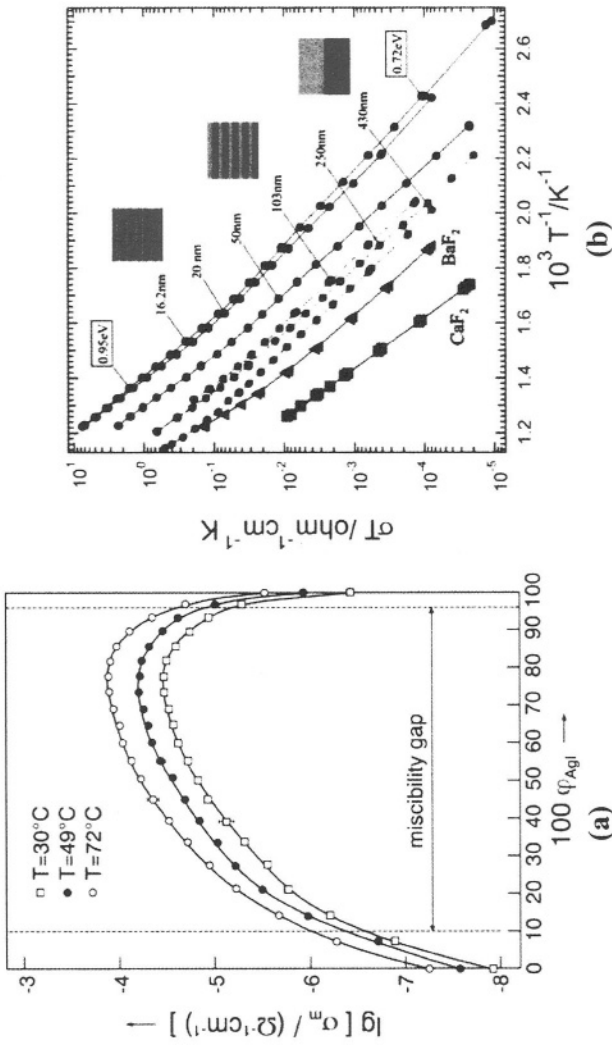 lg [ σₘ / (Ω⁻¹cm⁻¹) ] ⟶
-3
-4
-5
-6
-7
-8
□ T=30°C
● T=49°C
○ T=72°C
miscibility gap
0 10 20 30 40 50 60 70 80 90 100
100 φ_AgI ⟶
(a)
σT /ohm⁻¹cm⁻¹K
10¹
10⁰
10⁻¹
10⁻²
10⁻³
10⁻⁴
10⁻⁵
0.95eV
16.2nm
20 nm
50nm
103nm
250nm
430nm
0.72eV
BaF₂
CaF₂
1.2 1.4 1.6 1.8 2.0 2.2 2.4 2.6
10³ T⁻¹/K⁻¹
(b)